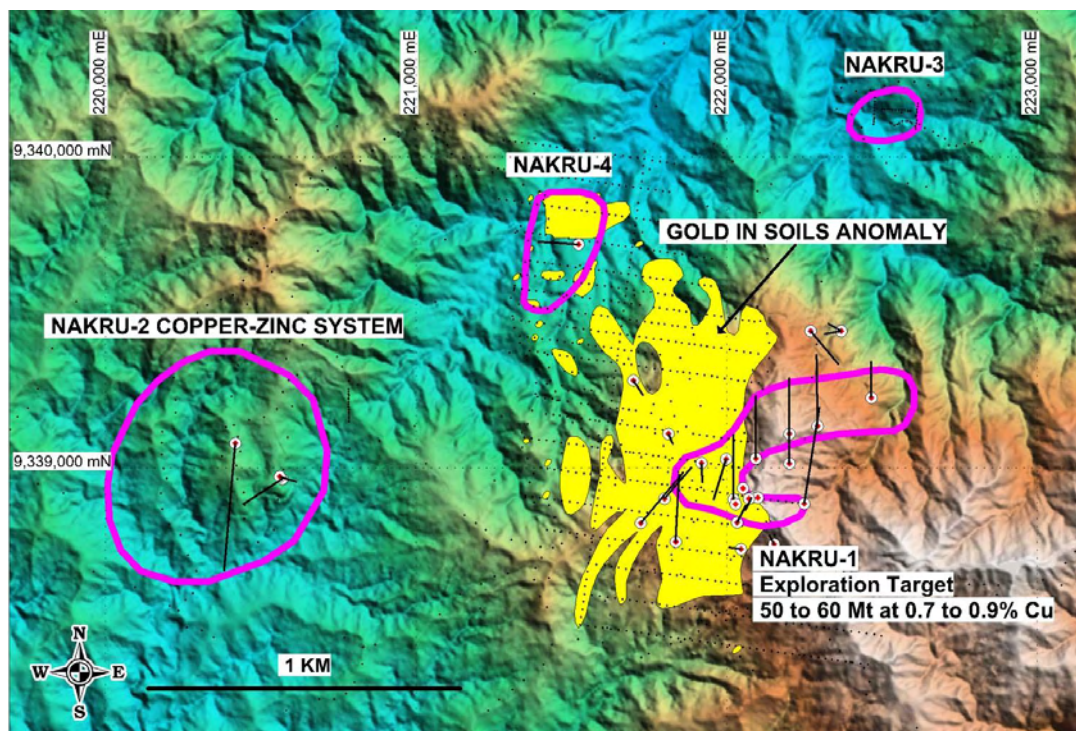 220,000 mE
221,000 mE
222,000 mE
223,000 mE
NAKRU-3
9,340,000 mN
NAKRU-4
GOLD IN SOILS ANOMALY
NAKRU-2 COPPER-ZINC SYSTEM
9,339,000 mN
NAKRU-1
Exploration Target
50 to 60 Mt at 0.7 to 0.9% Cu
N
W E
S
1 KM